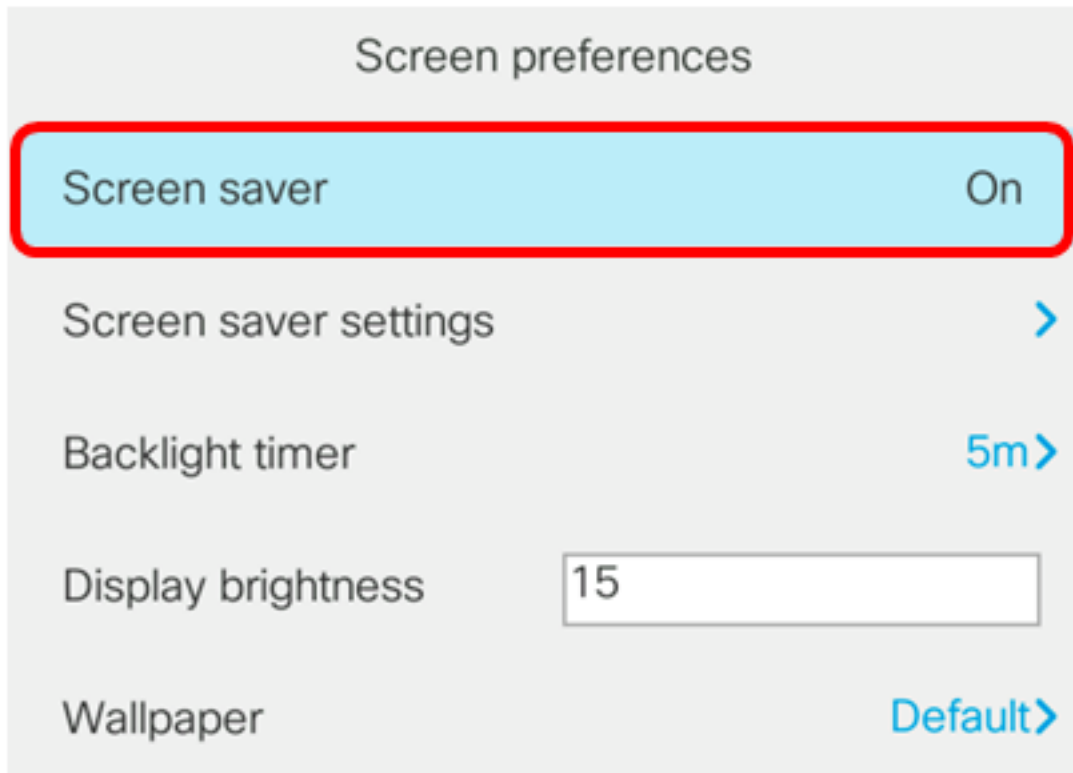 Screen preferences
Screen saver On
Screen saver settings
Backlight timer 5m
Display brightness 15
Wallpaper Default